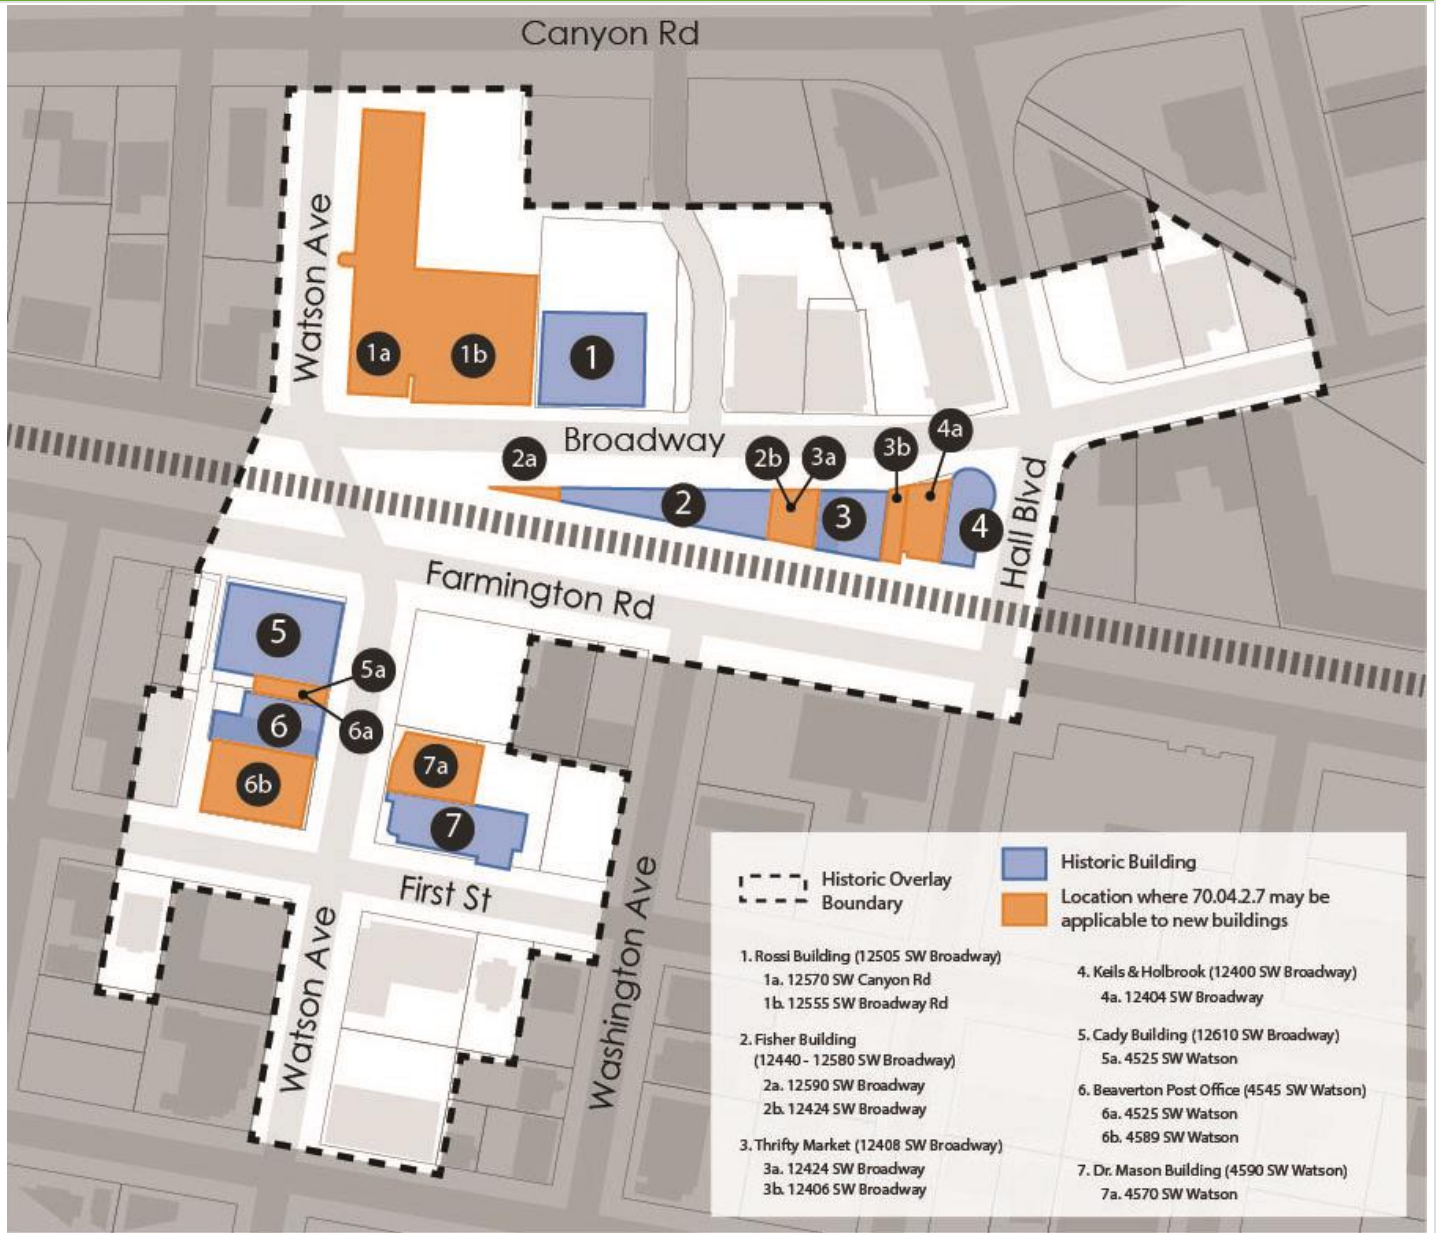 Canyon Rd
Watson Ave
1a
1b
1
Broadway
2a
2b
3a
3b
4a
2
3
4
Hall Blvd
Farmington Rd
5
5a
6
6a
6b
7a
7
First St
Watson Ave
Washington Ave
Historic Overlay
Boundary
Historic Building
Location where 70.04.2.7 may be
applicable to new buildings
1. Rossi Building (12505 SW Broadway)
1a. 12570 SW Canyon Rd
1b. 12555 SW Broadway Rd
2. Fisher Building
(12440 - 12580 SW Broadway)
2a. 12590 SW Broadway
2b. 12424 SW Broadway
3. Thrifty Market (12408 SW Broadway)
3a. 12424 SW Broadway
3b. 12406 SW Broadway
4. Keils & Holbrook (12400 SW Broadway)
4a. 12404 SW Broadway
5. Cady Building (12610 SW Broadway)
5a. 4525 SW Watson
6. Beaverton Post Office (4545 SW Watson)
6a. 4525 SW Watson
6b. 4589 SW Watson
7. Dr. Mason Building (4590 SW Watson)
7a. 4570 SW Watson